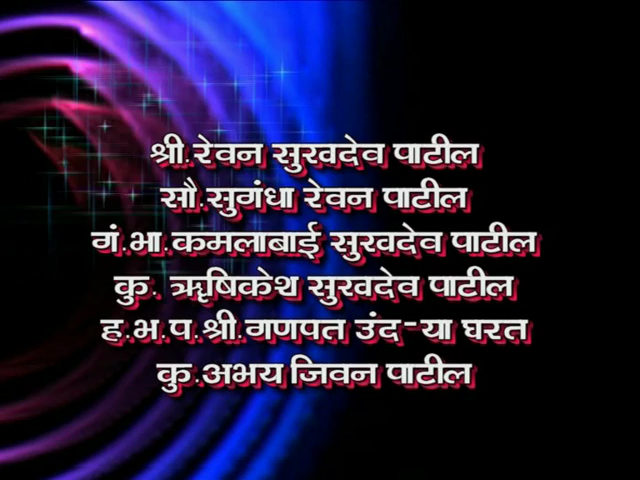 श्री.रेवन सुखदेव पाटील
सौ.सुगंधा रेवन पाटील
गं.भा.कमलाबाई सुखदेव पाटील
कु. ऋषिकेश सुखदेव पाटील
ह.भ.प.श्री.गणपत उंद-या घरत
कु.अभय जिवन पाटील